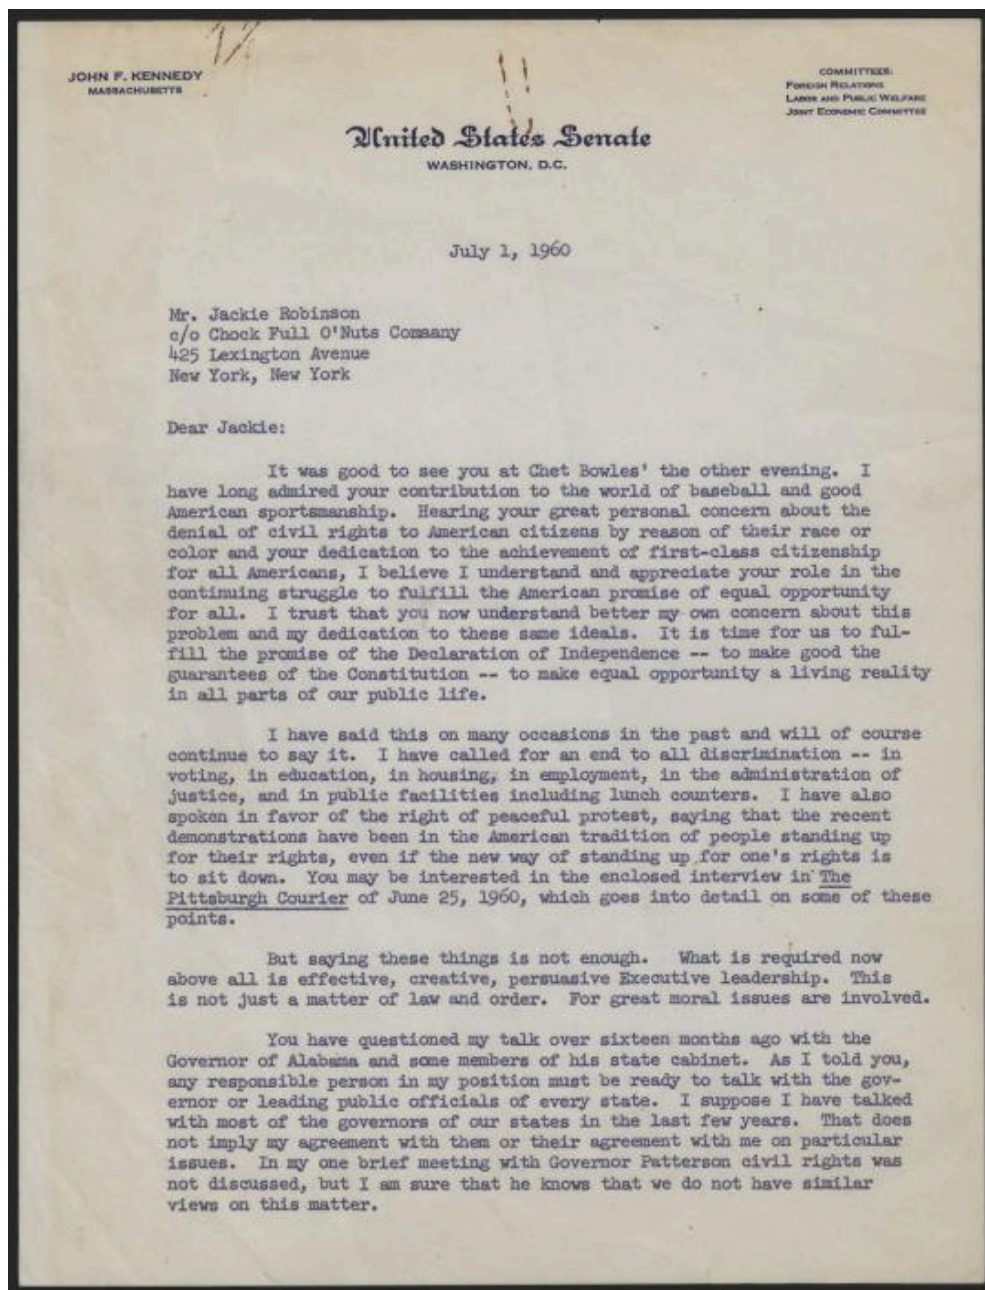 JOHN F. KENNEDY
MASSACHUSETTS
COMMITTEES:
FOREIGN RELATIONS
LABOR AND PUBLIC WELFARE
JOINT ECONOMIC COMMITTEE
United States Senate
WASHINGTON, D.C.
July 1, 1960
Mr. Jackie Robinson
c/o Chock Full O'Nuts Comaany
425 Lexington Avenue
New York, New York
Dear Jackie:
It was good to see you at Chet Bowles' the other evening. I
have long admired your contribution to the world of baseball and good
American sportsmanship. Hearing your great personal concern about the
denial of civil rights to American citizens by reason of their race or
color and your dedication to the achievement of first-class citizenship
for all Americans, I believe I understand and appreciate your role in the
continuing struggle to fulfill the American promise of equal opportunity
for all. I trust that you now understand better my own concern about this
problem and my dedication to these same ideals. It is time for us to ful-
fill the promise of the Declaration of Independence -- to make good the
guarantees of the Constitution -- to make equal opportunity a living reality
in all parts of our public life.
I have said this on many occasions in the past and will of course
continue to say it. I have called for an end to all discrimination -- in
voting, in education, in housing, in employment, in the administration of
justice, and in public facilities including lunch counters. I have also
spoken in favor of the right of peaceful protest, saying that the recent
demonstrations have been in the American tradition of people standing up
for their rights, even if the new way of standing up for one's rights is
to sit down. You may be interested in the enclosed interview in The
Pittsburgh Courier of June 25, 1960, which goes into detail on some of these
points.
But saying these things is not enough. What is required now
above all is effective, creative, persuasive Executive leadership. This
is not just a matter of law and order. For great moral issues are involved.
You have questioned my talk over sixteen months ago with the
Governor of Alabama and some members of his state cabinet. As I told you,
any responsible person in my position must be ready to talk with the gov-
ernor or leading public officials of every state. I suppose I have talked
with most of the governors of our states in the last few years. That does
not imply my agreement with them or their agreement with me on particular
issues. In my one brief meeting with Governor Patterson civil rights was
not discussed, but I am sure that he knows that we do not have similar
views on this matter.